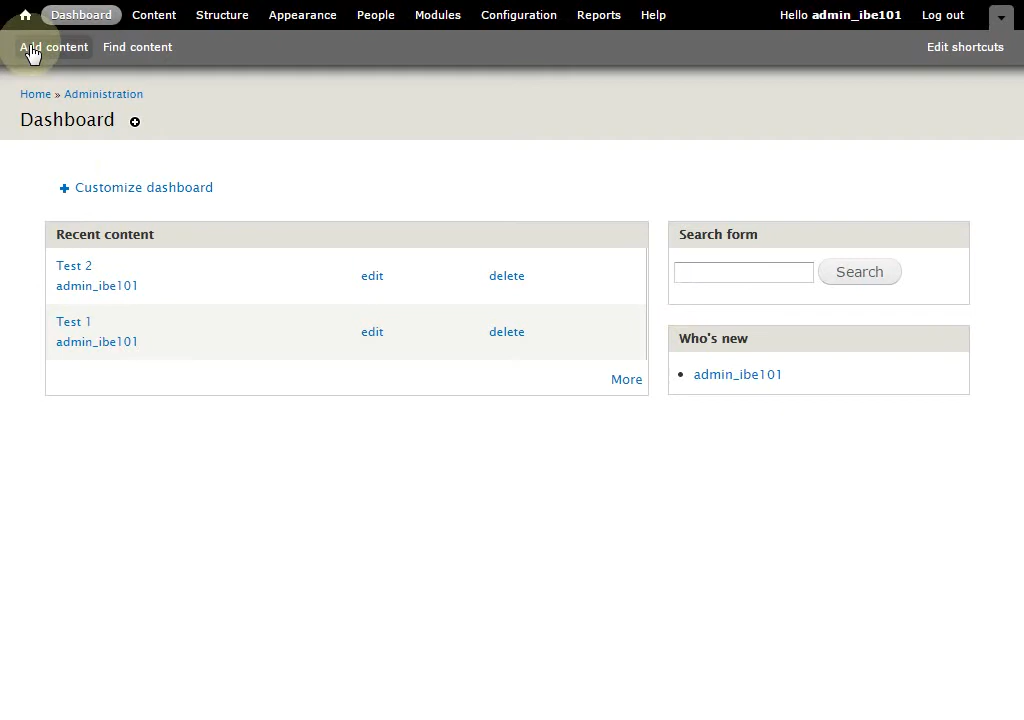 Dashboard Content Structure Appearance People Modules Configuration Reports Help Hello admin_ibe101 Log out
Add content Find content Edit shortcuts
Home » Administration
Dashboard
Customize dashboard
Recent content
Test 2 edit delete
admin_ibe101
Test 1 edit delete
admin_ibe101
More
Search form
Search
Who's new
admin_ibe101